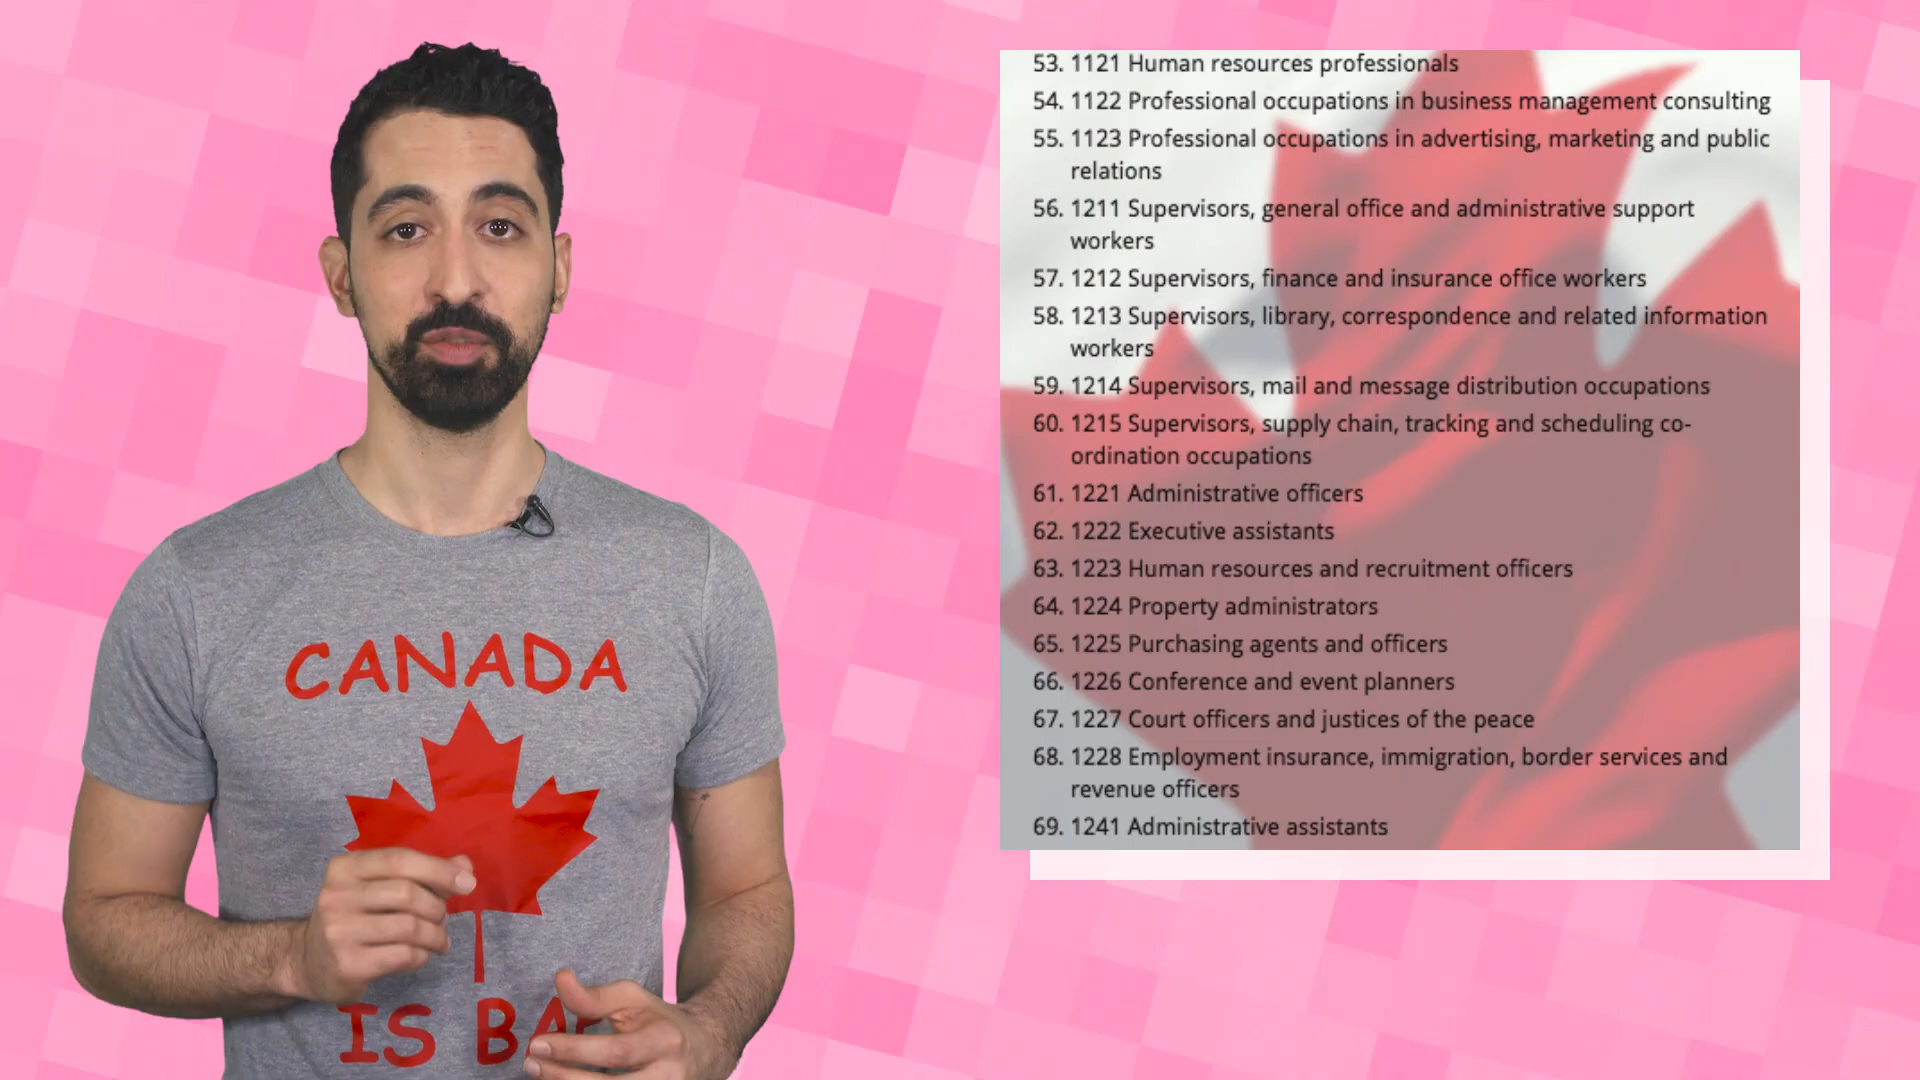 CANADA
IS
53. 1121 Human resources professionals
54. 1122 Professional occupations in business management consulting
55. 1123 Professional occupations in advertising, marketing and public
relations
56. 1211 Supervisors, general office and administrative support
workers
57. 1212 Supervisors, finance and insurance office workers
58. 1213 Supervisors, library, correspondence and related information
workers
59. 1214 Supervisors, mail and message distribution occupations
60. 1215 Supervisors, supply chain, tracking and scheduling co-
ordination occupations
61. 1221 Administrative officers
62. 1222 Executive assistants
63. 1223 Human resources and recruitment officers
64. 1224 Property administrators
65. 1225 Purchasing agents and officers
66. 1226 Conference and event planners
67. 1227 Court officers and justices of the peace
68. 1228 Employment insurance, immigration, border services and
revenue officers
69. 1241 Administrative assistants